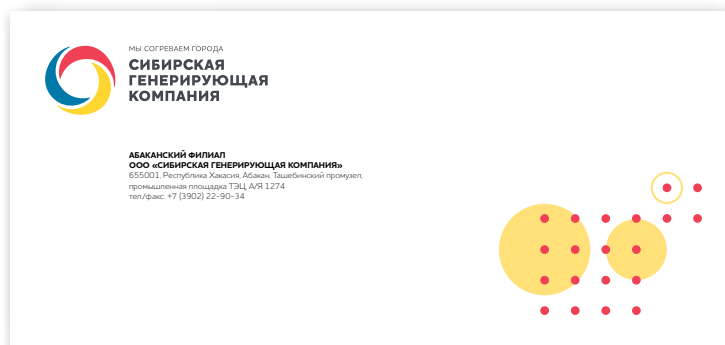 МЫ СОГРЕВАЕМ ГОРОДА
СИБИРСКАЯ
ГЕНЕРИРУЮЩАЯ
КОМПАНИЯ
АБАКАНСКИЙ ФИЛИАЛ
ООО «СИБИРСКАЯ ГЕНЕРИРУЮЩАЯ КОМПАНИЯ»
655001, Республика Хакасия, Абакан, Ташебинский промузел,
промышленная площадка ТЭЦ, А/Я 1274
тел./факс: +7 (3902) 22-90-34